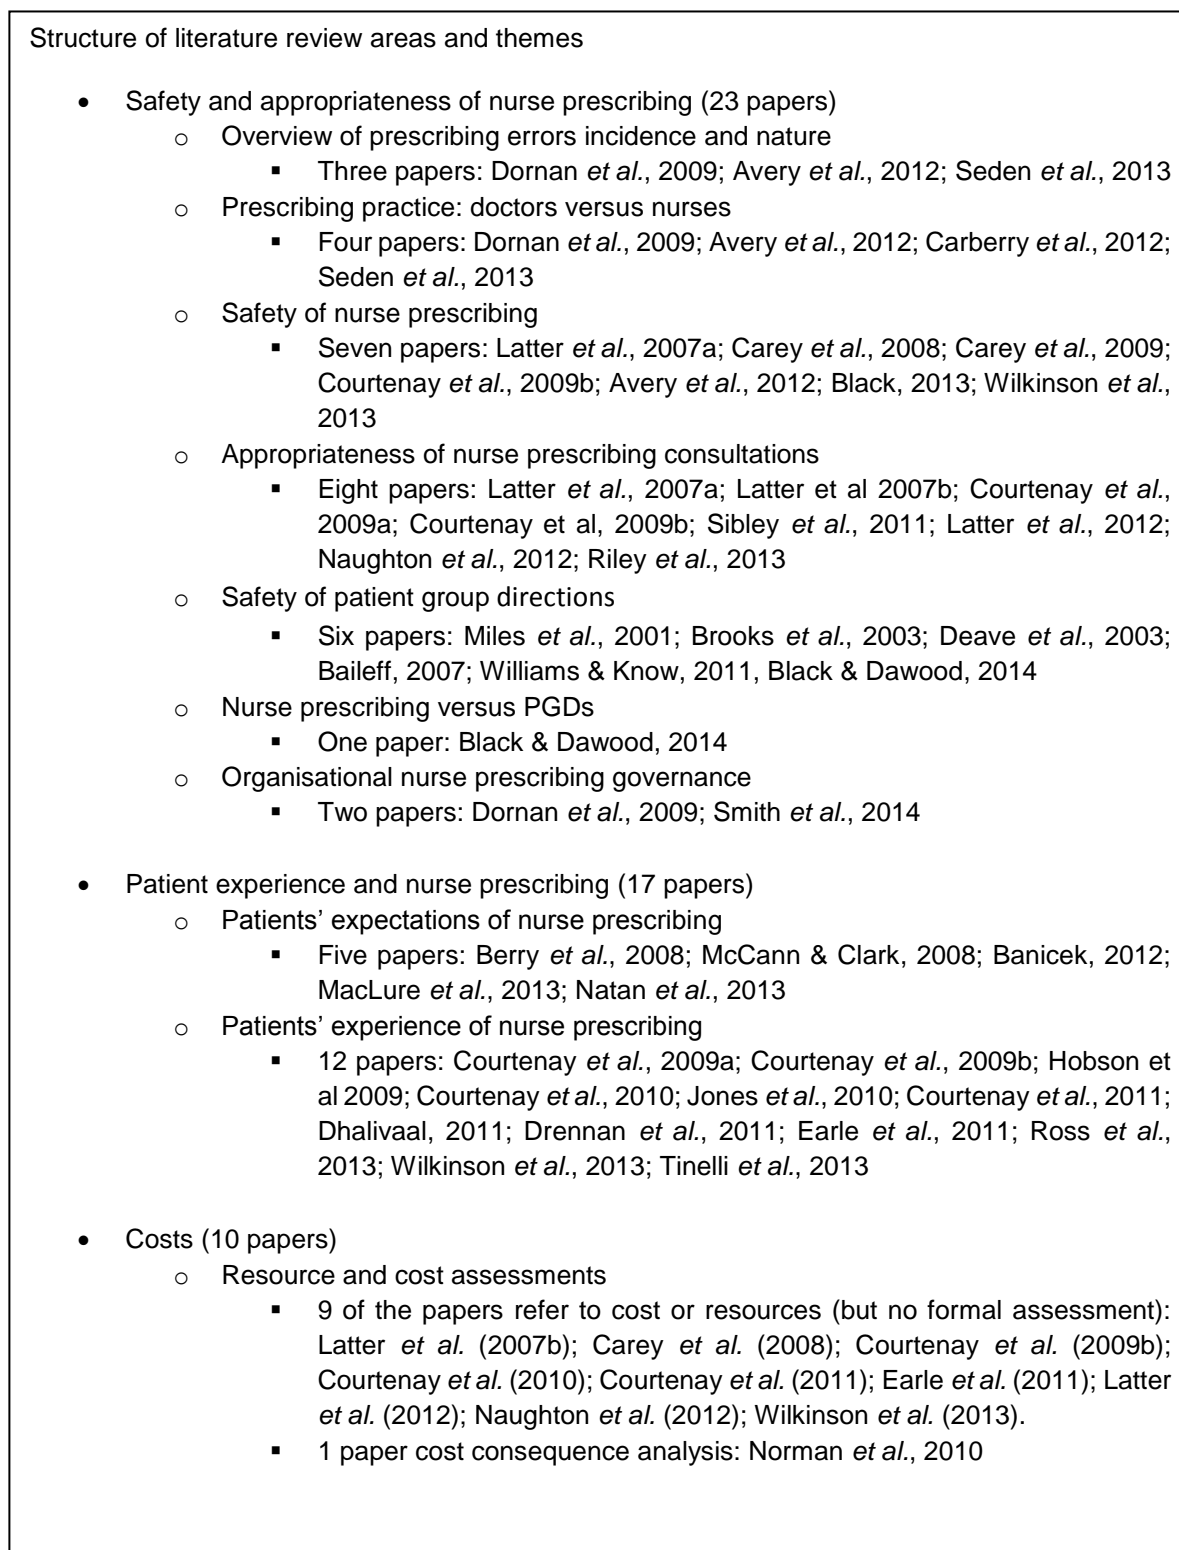 Structure of literature review areas and themes
• Safety and appropriateness of nurse prescribing (23 papers)
o Overview of prescribing errors incidence and nature
▪ Three papers: Dornan et al., 2009; Avery et al., 2012; Seden et al., 2013
o Prescribing practice: doctors versus nurses
▪ Four papers: Dornan et al., 2009; Avery et al., 2012; Carberry et al., 2012;
Seden et al., 2013
o Safety of nurse prescribing
▪ Seven papers: Latter et al., 2007a; Carey et al., 2008; Carey et al., 2009;
Courtenay et al., 2009b; Avery et al., 2012; Black, 2013; Wilkinson et al.,
2013
o Appropriateness of nurse prescribing consultations
▪ Eight papers: Latter et al., 2007a; Latter et al 2007b; Courtenay et al.,
2009a; Courtenay et al, 2009b; Sibley et al., 2011; Latter et al., 2012;
Naughton et al., 2012; Riley et al., 2013
o Safety of patient group directions
▪ Six papers: Miles et al., 2001; Brooks et al., 2003; Deave et al., 2003;
Baileff, 2007; Williams & Know, 2011, Black & Dawood, 2014
o Nurse prescribing versus PGDs
▪ One paper: Black & Dawood, 2014
o Organisational nurse prescribing governance
▪ Two papers: Dornan et al., 2009; Smith et al., 2014
• Patient experience and nurse prescribing (17 papers)
o Patients’ expectations of nurse prescribing
▪ Five papers: Berry et al., 2008; McCann & Clark, 2008; Banicek, 2012;
MacLure et al., 2013; Natan et al., 2013
o Patients’ experience of nurse prescribing
▪ 12 papers: Courtenay et al., 2009a; Courtenay et al., 2009b; Hobson et
al 2009; Courtenay et al., 2010; Jones et al., 2010; Courtenay et al., 2011;
Dhalivaal, 2011; Drennan et al., 2011; Earle et al., 2011; Ross et al.,
2013; Wilkinson et al., 2013; Tinelli et al., 2013
• Costs (10 papers)
o Resource and cost assessments
▪ 9 of the papers refer to cost or resources (but no formal assessment):
Latter et al. (2007b); Carey et al. (2008); Courtenay et al. (2009b);
Courtenay et al. (2010); Courtenay et al. (2011); Earle et al. (2011); Latter
et al. (2012); Naughton et al. (2012); Wilkinson et al. (2013).
▪ 1 paper cost consequence analysis: Norman et al., 2010